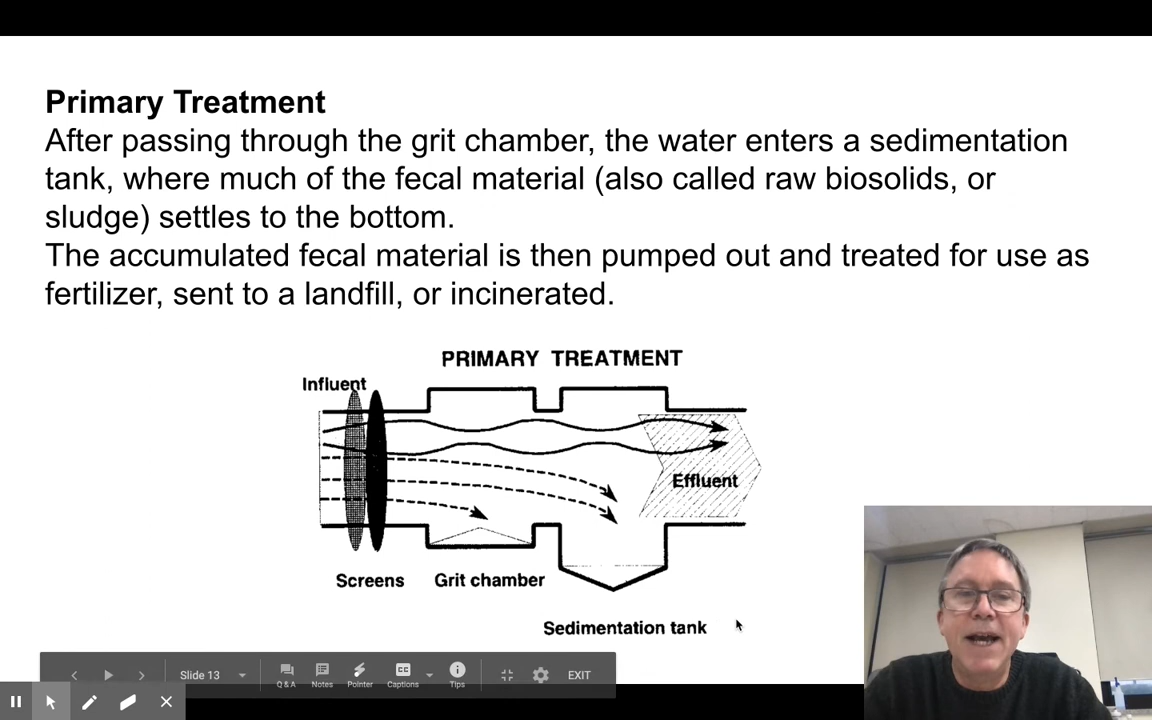 Primary Treatment
After passing through the grit chamber, the water enters a sedimentation
tank, where much of the fecal material (also called raw biosolids, or
sludge) settles to the bottom.
The accumulated fecal material is then pumped out and treated for use as
fertilizer, sent to a landfill, or incinerated.
PRIMARY TREATMENT
Influent
Effluent
Screens Grit chamber
Sedimentation tank
Slide 13
Q & A Notes Pointer Captions Tips EXIT
CC